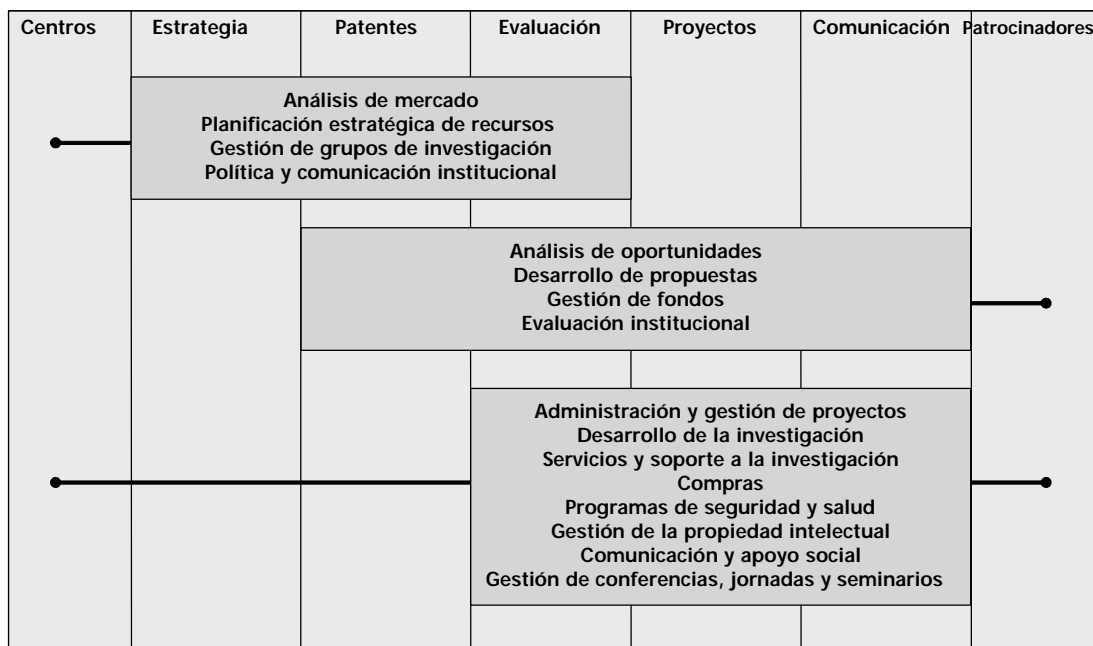 Centros Estrategia Patentes Evaluación Proyectos Comunicación Patrocinadores
Análisis de mercado
Planificación estratégica de recursos
Gestión de grupos de investigación
Política y comunicación institucional
Análisis de oportunidades
Desarrollo de propuestas
Gestión de fondos
Evaluación institucional
Administración y gestión de proyectos
Desarrollo de la investigación
Servicios y soporte a la investigación
Compras
Programas de seguridad y salud
Gestión de la propiedad intelectual
Comunicación y apoyo social
Gestión de conferencias, jornadas y seminarios